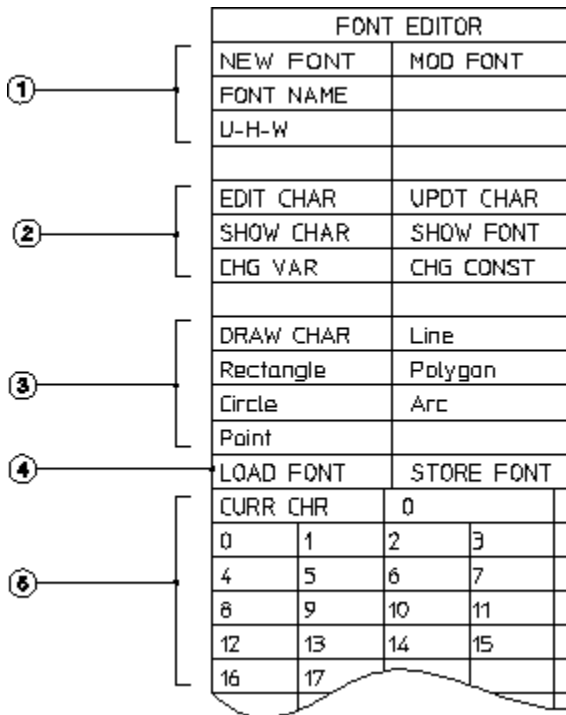 FONT EDITOR
NEW FONT MOD FONT
① FONT NAME
U-H-W
EDIT CHAR UPDT CHAR
② SHOW CHAR SHOW FONT
CHG VAR CHG CONST
DRAW CHAR Line
③ Rectangle Polygon
Circle Arc
Point
④ LOAD FONT STORE FONT
CURR CHR 0
0 1 2 3
⑤ 4 5 6 7
8 9 10 11
12 13 14 15
16 17